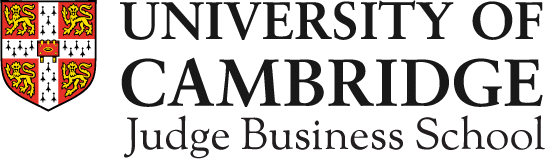 UNIVERSITY OF
CAMBRIDGE
Judge Business School